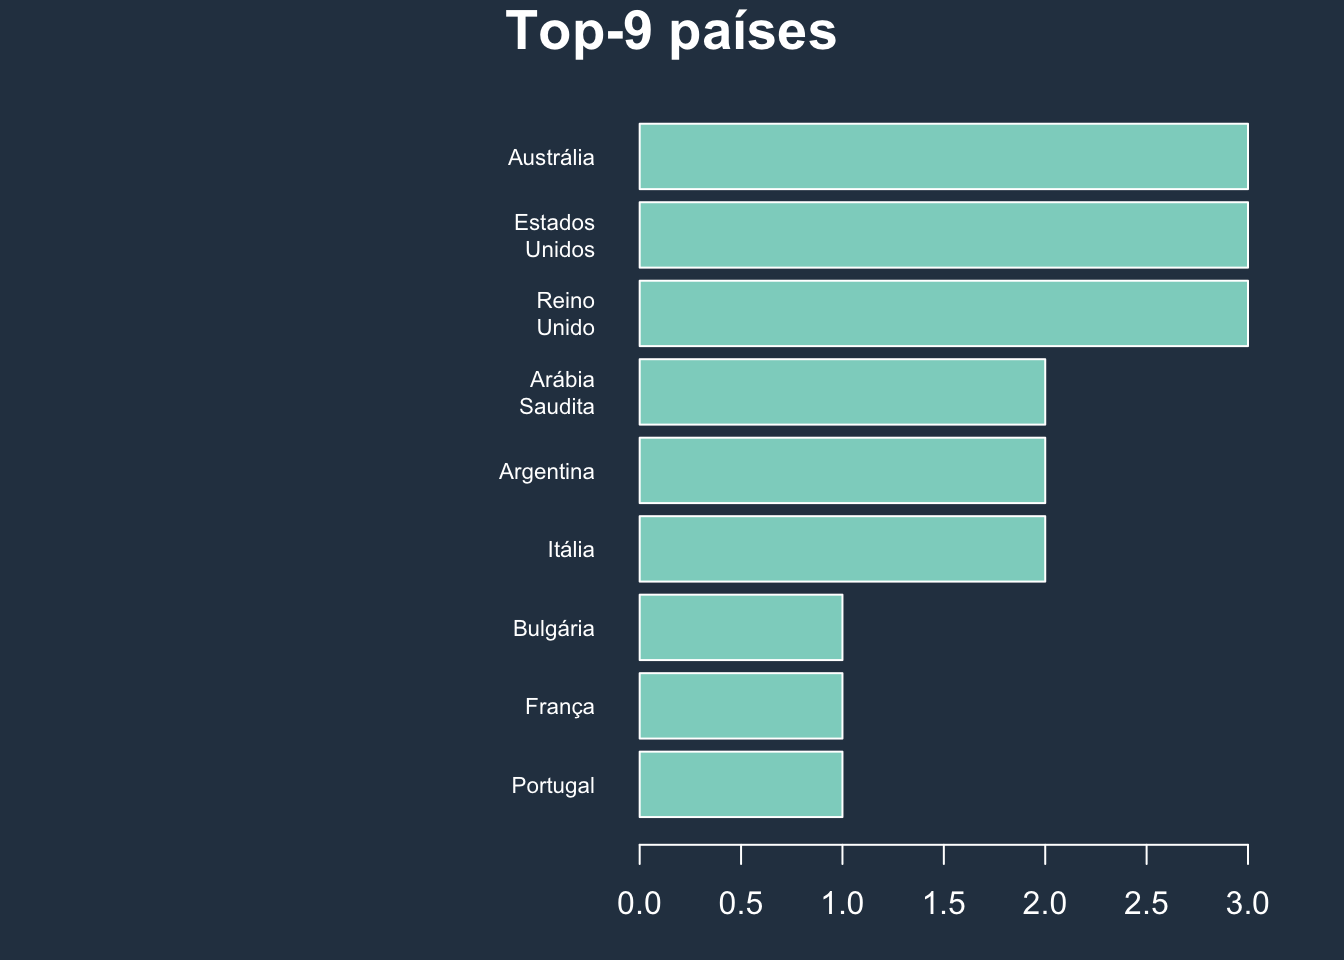 Top-9 países
Austrália
Estados
Unidos
Reino
Unido
Arábia
Saudita
Argentina
Itália
Bulgária
França
Portugal
0.0 0.5 1.0 1.5 2.0 2.5 3.0